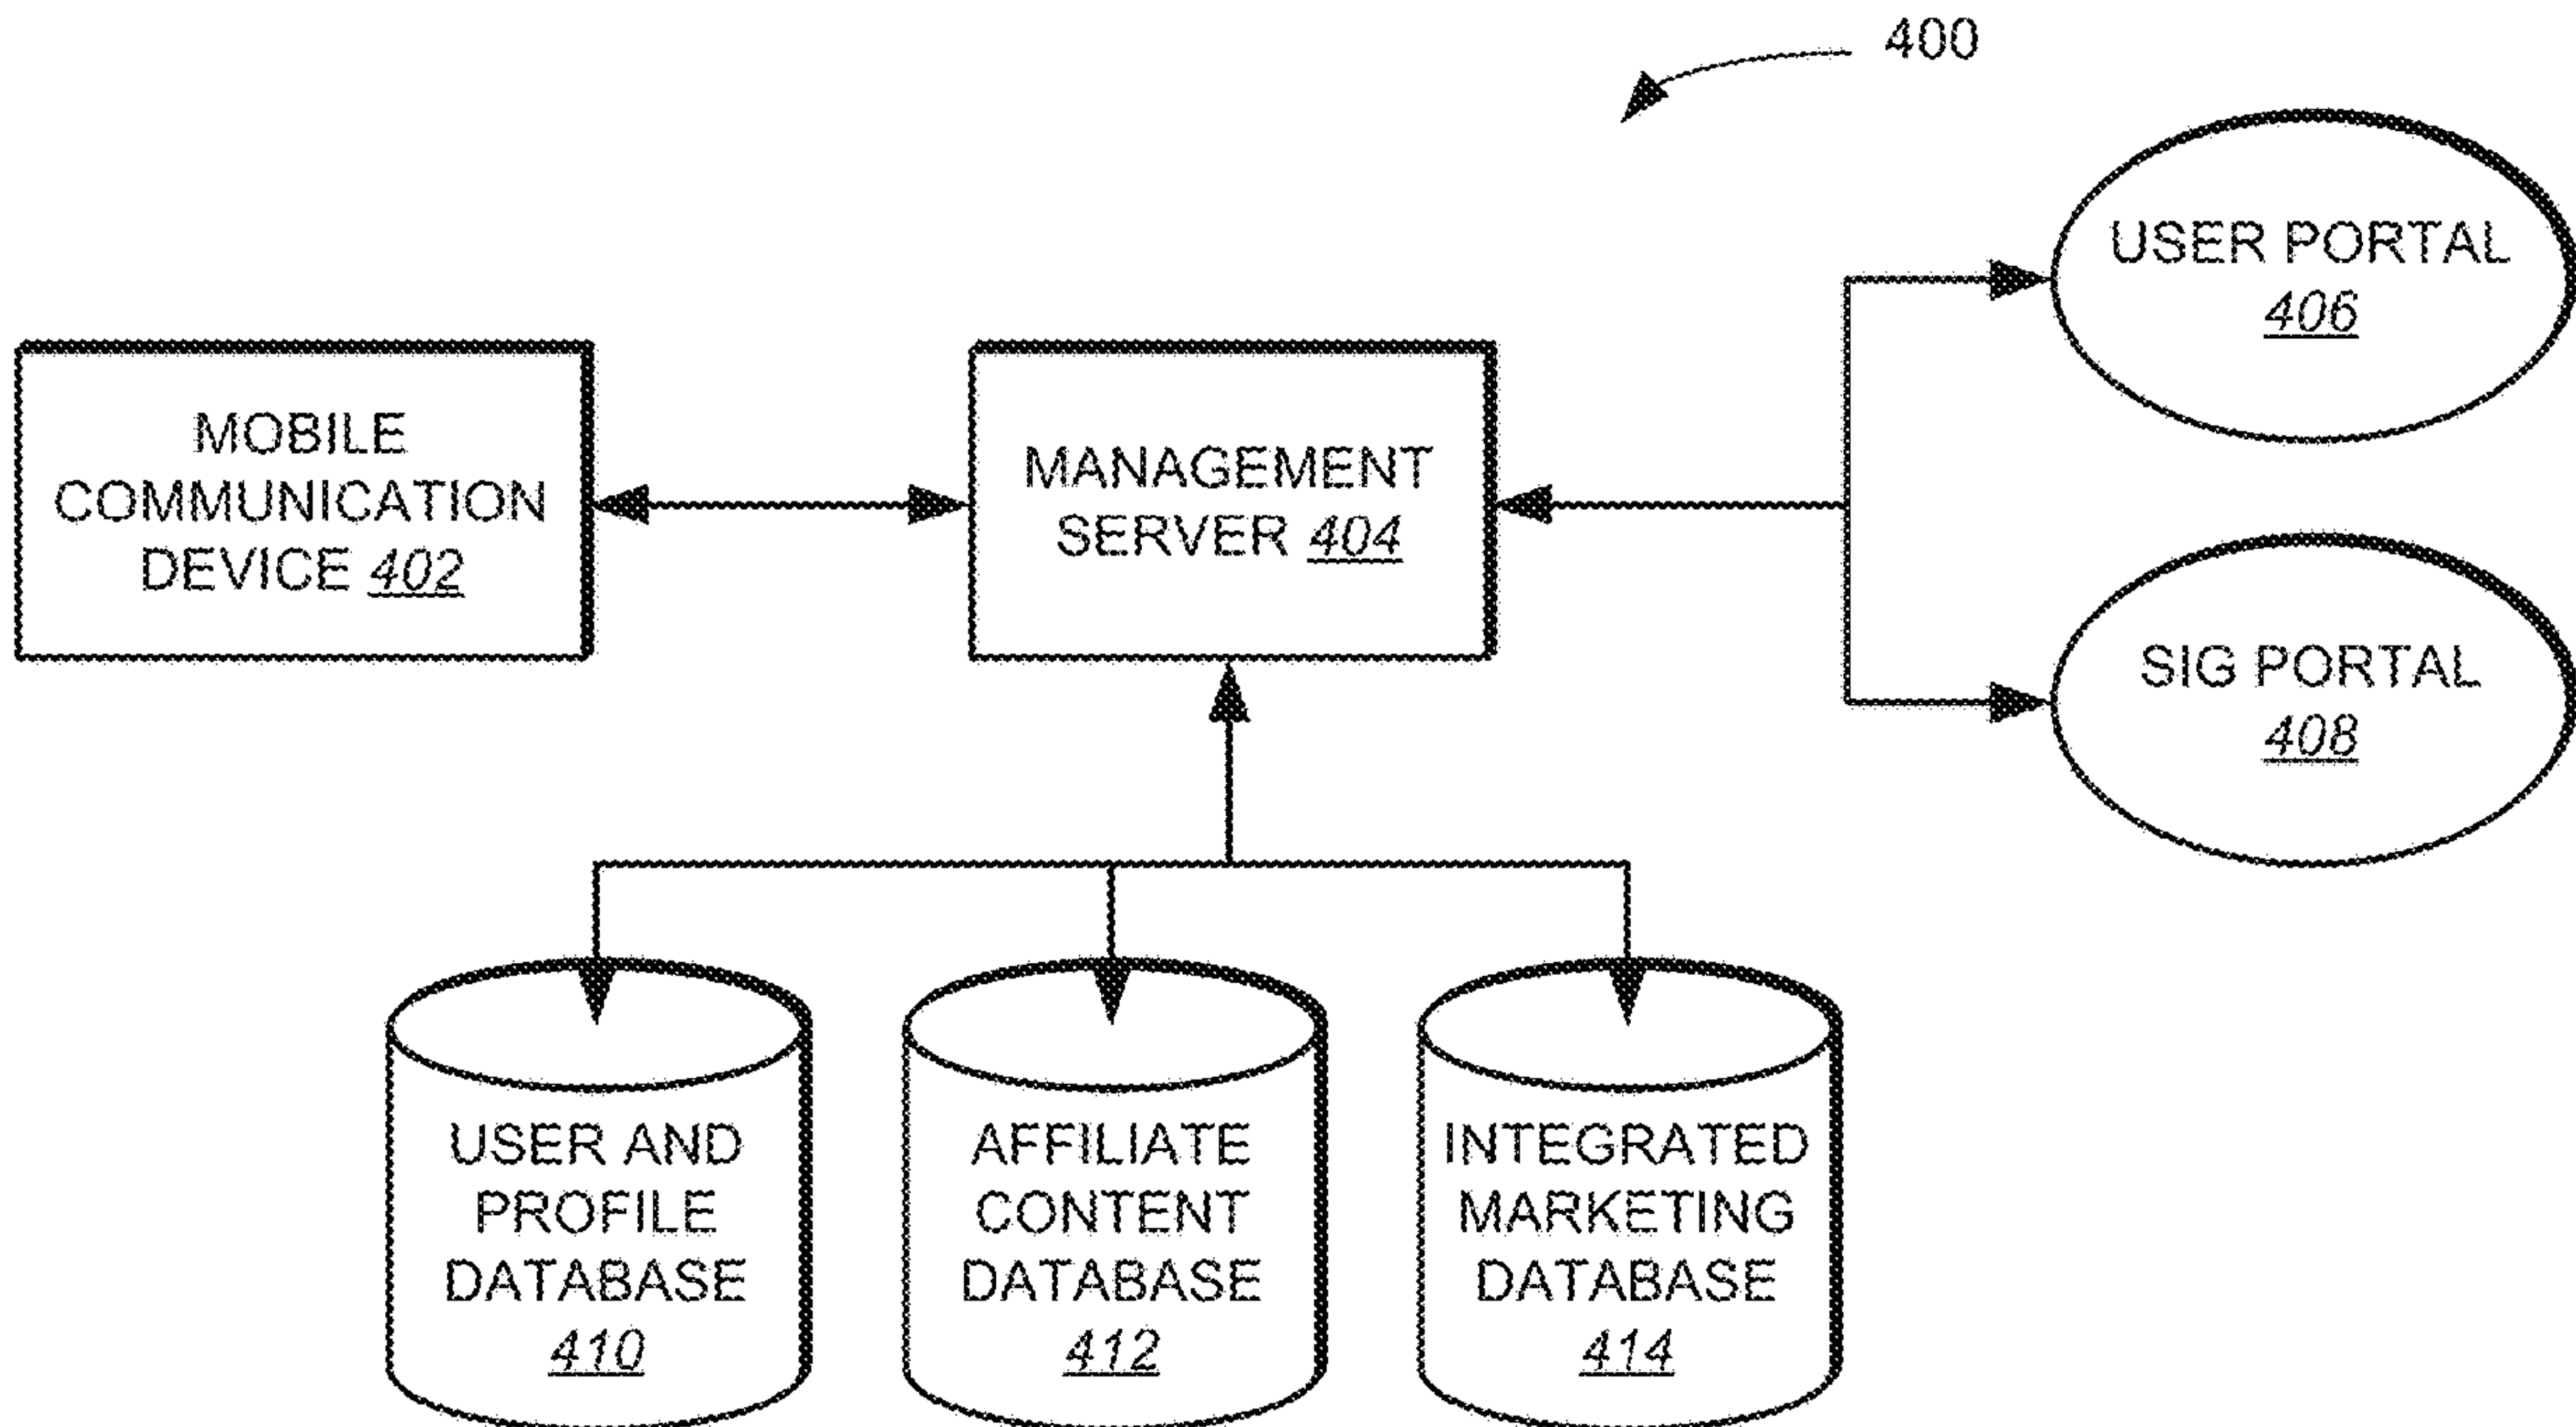 400
USER PORTAL
406
MOBILE
COMMUNICATION
DEVICE 402
MANAGEMENT
SERVER 404
SIG PORTAL
408
USER AND
PROFILE
DATABASE
410
AFFILIATE
CONTENT
DATABASE
412
INTEGRATED
MARKETING
DATABASE
414